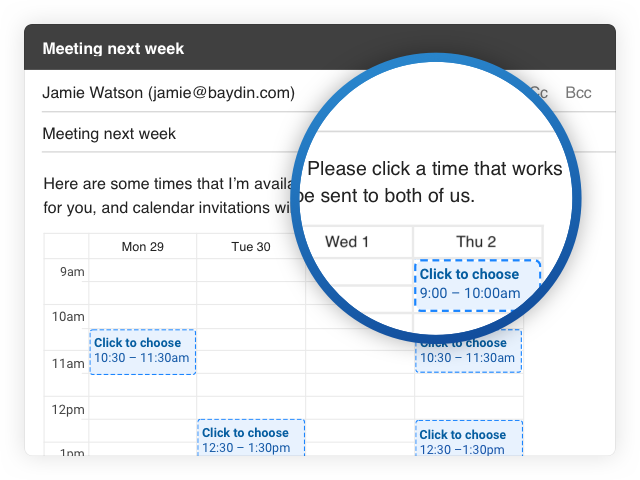 Meeting next week
Jamie Watson (jamie@baydin.com)
Cc Bcc
Meeting next week
Here are some times that I'm availa
for you, and calendar invitations wi
Please click a time that works
be sent to both of us.
Mon 29
Tue 30
Wed 1
Thu 2
9am
Click to choose
9:00 – 10:00am
10am
Click to choose
10:30 – 11:30am
Click to choose
10:30 – 11:30am
11am
12pm
Click to choose
12:30 – 1:30pm
Click to choose
12:30 –1:30pm
1pm